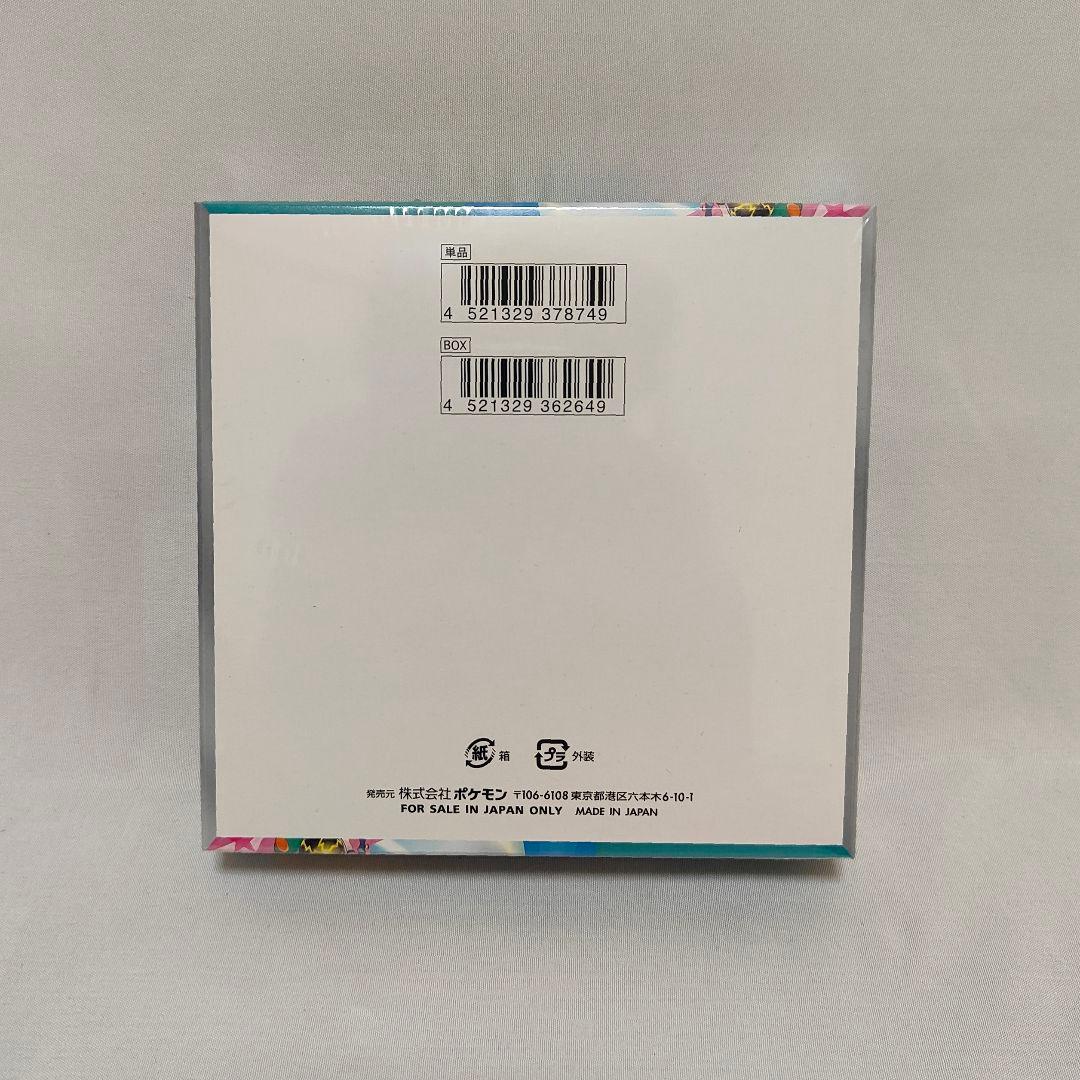 単品
4 521329 378749
BOX
4 521329 362649
紙 箱 プラ 外装
発売元 株式会社ポケモン 〒106-6108 東京都港区六本木6-10-1
FOR SALE IN JAPAN ONLY MADE IN JAPAN